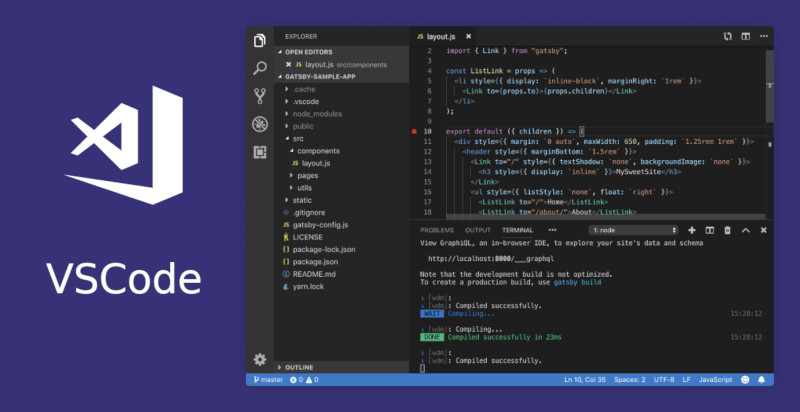 VSCode
EXPLORER
OPEN EDITORS
JS layout.js src/components
GATSBY-SAMPLE-APP
.cache
.vscode
node_modules
public
src
components
JS layout.js
pages
utils
static
.gitignore
JS gatsby-config.js
LICENSE
package-lock.json
package.json
README.md
yarn.lock
OUTLINE
JS layout.js
2 import { Link } from "gatsby";
3
4 const ListLink = props => (
5 <li style={{ display: `inline-block`, marginRight: `1rem` }}>
6 <Link to={props.to}>{props.children}</Link>
7 </li>
8 );
9
10 export default ({ children }) => (
11 <div style={{ margin: `0 auto`, maxWidth: 650, padding: `1.25rem 1rem` }}>
12 <header style={{ marginBottom: `1.5rem` }}>
13 <Link to="/" style={{ textShadow: `none`, backgroundImage: `none` }}>
14 <h3 style={{ display: `inline` }}>MySweetSite</h3>
15 </Link>
16 <ul style={{ listStyle: `none`, float: `right` }}>
17 <ListLink to="/">Home</ListLink>
18 <ListLink to="/about/">About</ListLink>
PROBLEMS OUTPUT TERMINAL 1: node
View GraphiQL, an in-browser IDE, to explore your site's data and schema
http://localhost:8000/___graphql
Note that the development build is not optimized.
To create a production build, use gatsby build
ℹ ｢wdm｣:
ℹ ｢wdm｣: Compiled successfully.
WAIT Compiling... 15:28:12
ℹ ｢wdm｣: Compiling...
DONE Compiled successfully in 23ms 15:28:12
ℹ ｢wdm｣:
ℹ ｢wdm｣: Compiled successfully.
master 0 0 Ln 10, Col 35 Spaces: 2 UTF-8 LF JavaScript